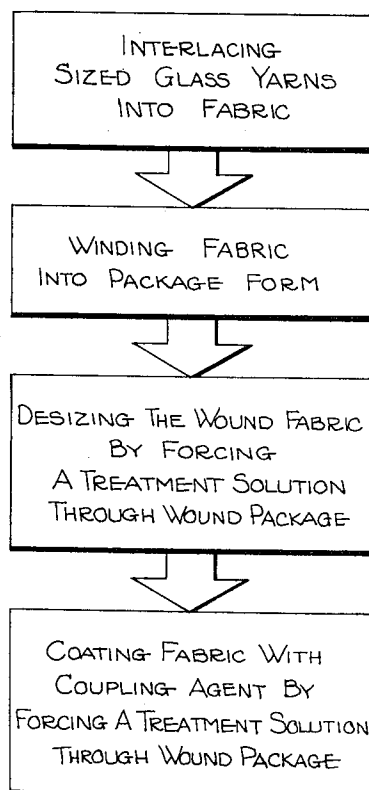 INTERLACING
SIZED GLASS YARNS
INTO FABRIC
WINDING FABRIC
INTO PACKAGE FORM
DESIZING THE WOUND FABRIC
BY FORCING
A TREATMENT SOLUTION
THROUGH WOUND PACKAGE
COATING FABRIC WITH
COUPLING AGENT BY
FORCING A TREATMENT SOLUTION
THROUGH WOUND PACKAGE